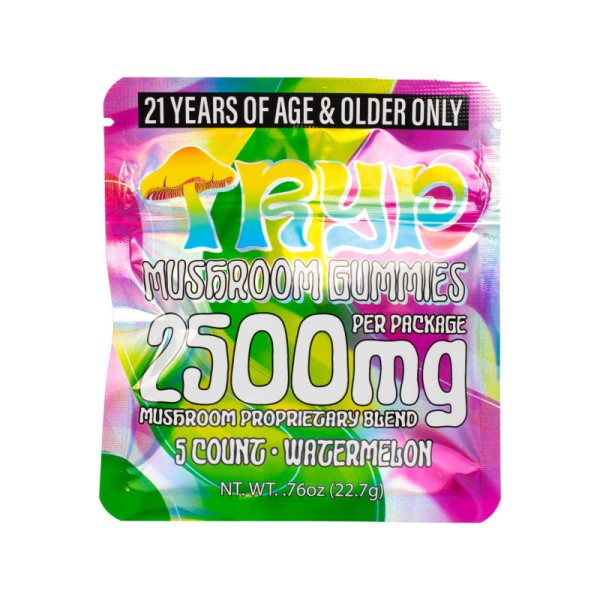 21 YEARS OF AGE & OLDER ONLY
TRYP
MUSHROOM GUMMIES
2500mg PER PACKAGE
MUSHROOM PROPRIETARY BLEND
5 COUNT • WATERMELON
NT. WT. .76oz (22.7g)